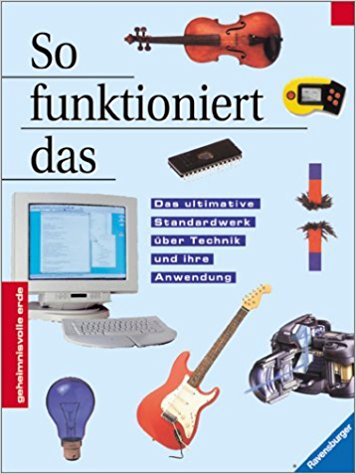 So
funktioniert
das
Das ultimative
Standardwerk
über Technik
und ihre
Anwendung
geheimnisvolle erde
Ravensburger